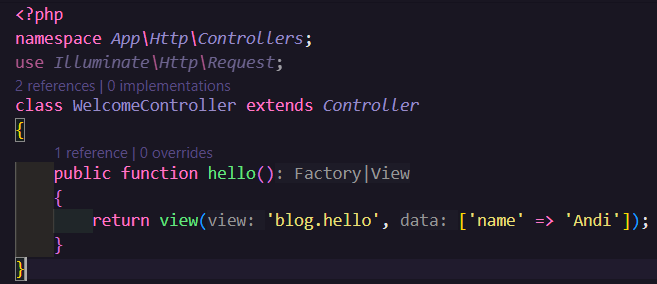 <?php
namespace App\Http\Controllers;
use Illuminate\Http\Request;
2 references | 0 implementations
class WelcomeController extends Controller
{
1 reference | 0 overrides
public function hello(): Factory|View
{
return view(view: 'blog.hello', data: ['name' => 'Andi']);
}
}